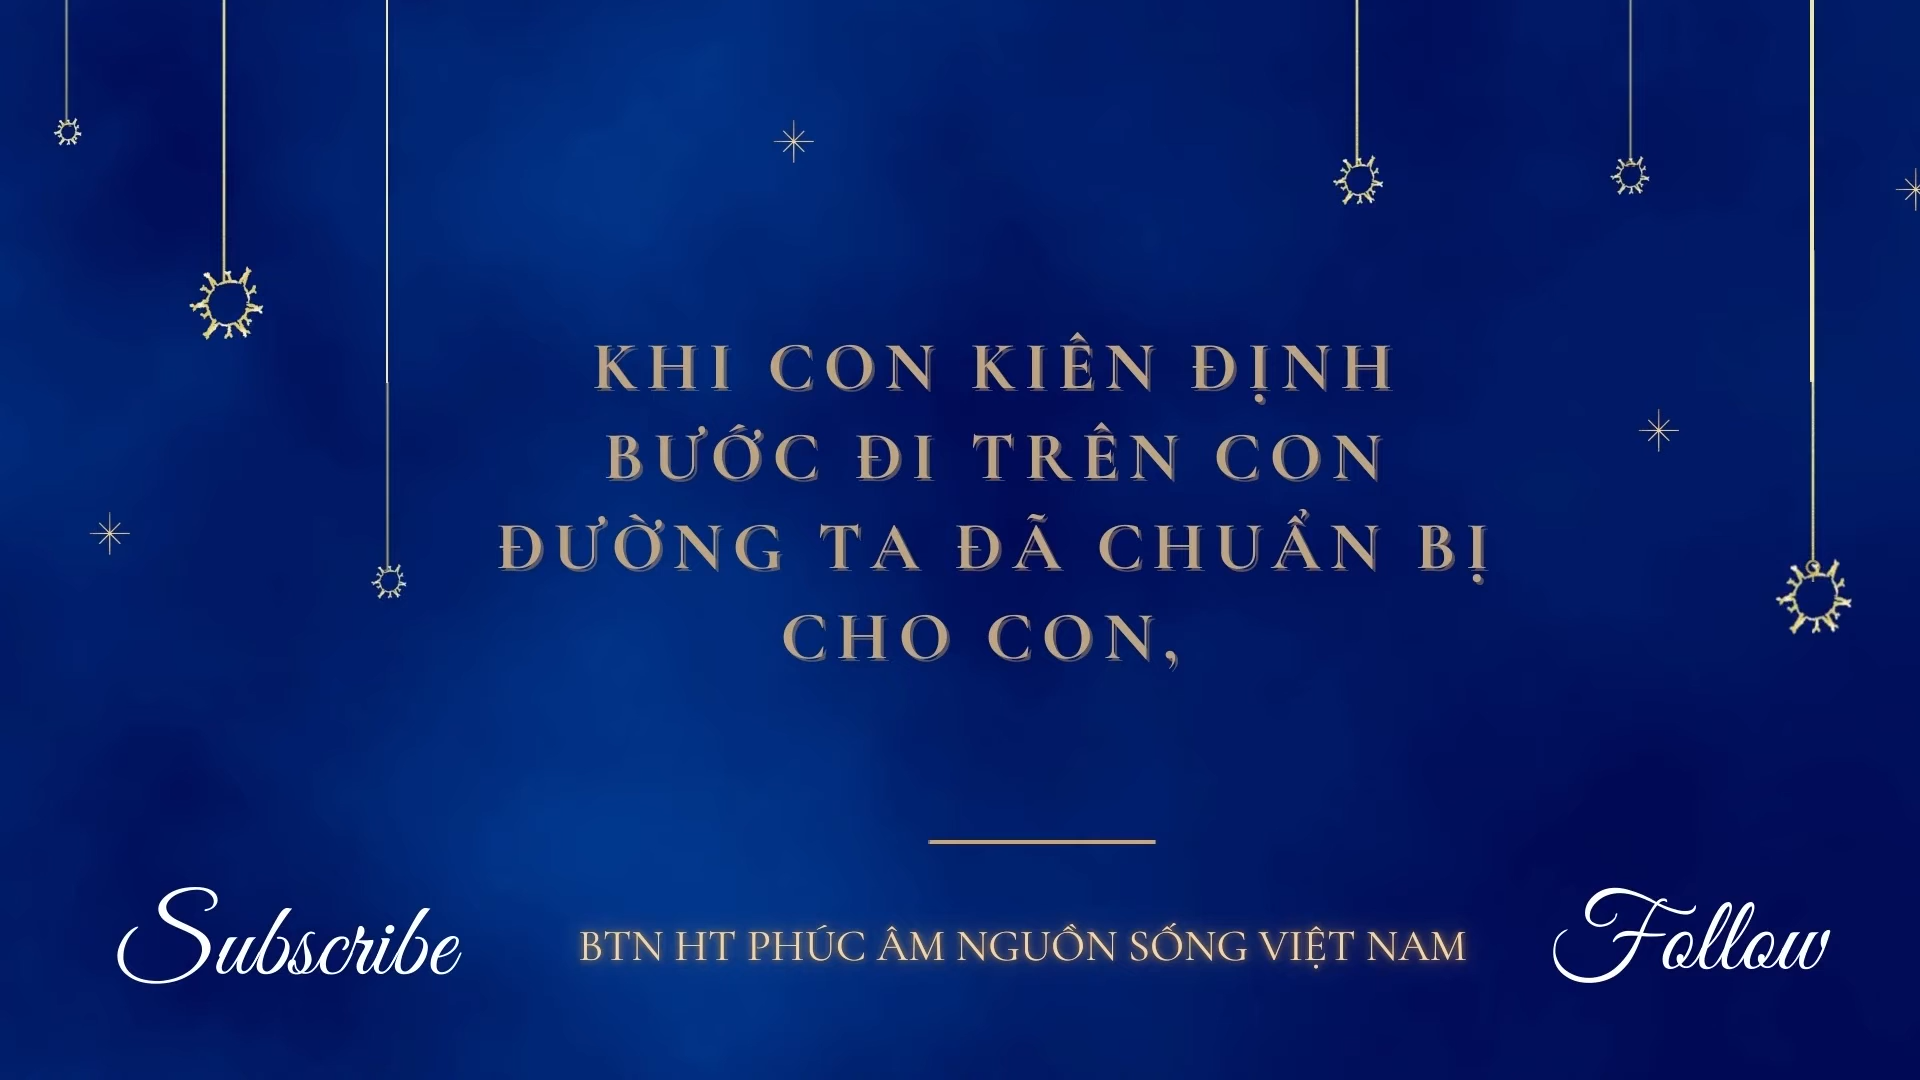 KHI CON KIÊN ĐỊNH
BƯỚC ĐI TRÊN CON
ĐƯỜNG TA ĐÃ CHUẨN BỊ
CHO CON,
Subscribe
BTN HT PHÚC ÂM NGUỒN SỐNG VIỆT NAM
Follow